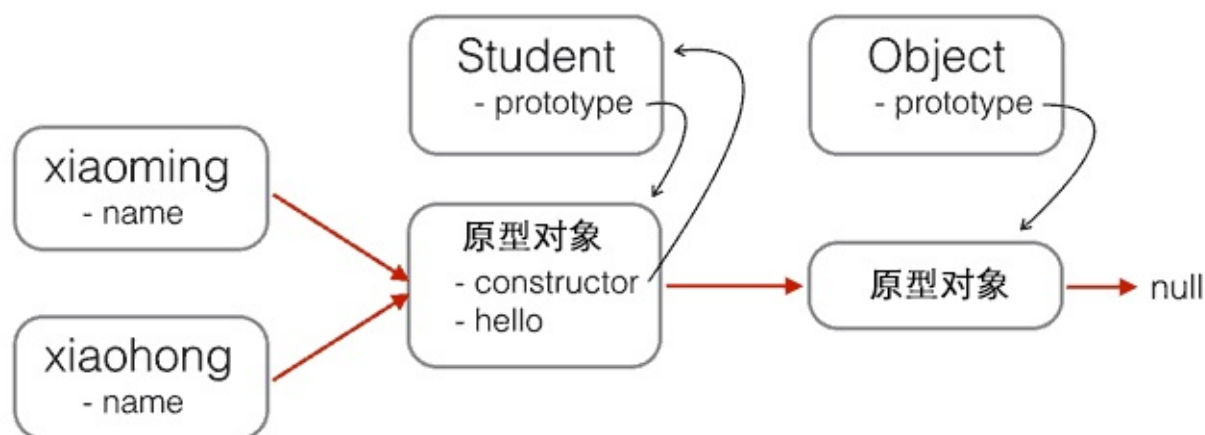 Student
- prototype
Object
- prototype
xiaoming
- name
原型对象
- constructor
- hello
原型对象
null
xiaohong
- name